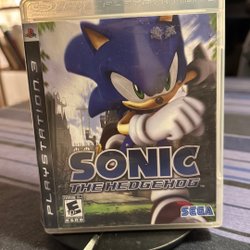 PLAYSTATION 3
SONIC
THE HEDGEHOG
SEGA